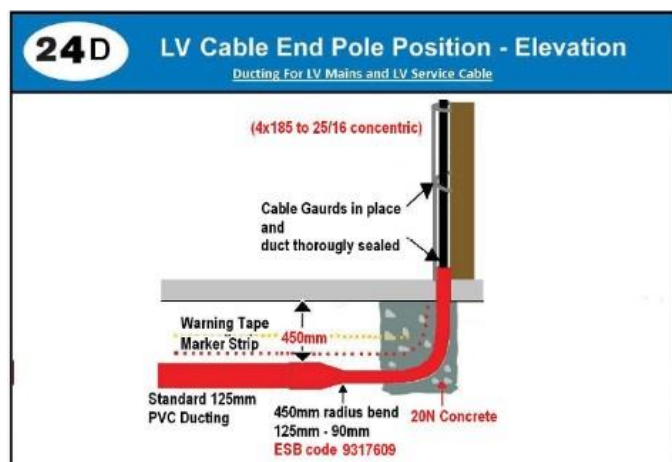 24D
LV Cable End Pole Position - Elevation
Ducting For LV Mains and LV Service Cable
(4x185 to 25/16 concentric)
Cable Gaurds in place
and
duct thorougly sealed
Warning Tape
Marker Strip
450mm
Standard 125mm
PVC Ducting
450mm radius bend
125mm - 90mm
ESB code 9317609
20N Concrete